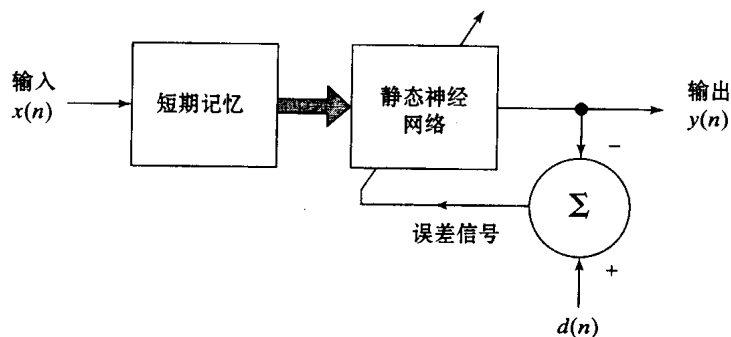 输入
x(n)
短期记忆
静态神经
网络
输出
y(n)
−
Σ
误差信号
+
d(n)